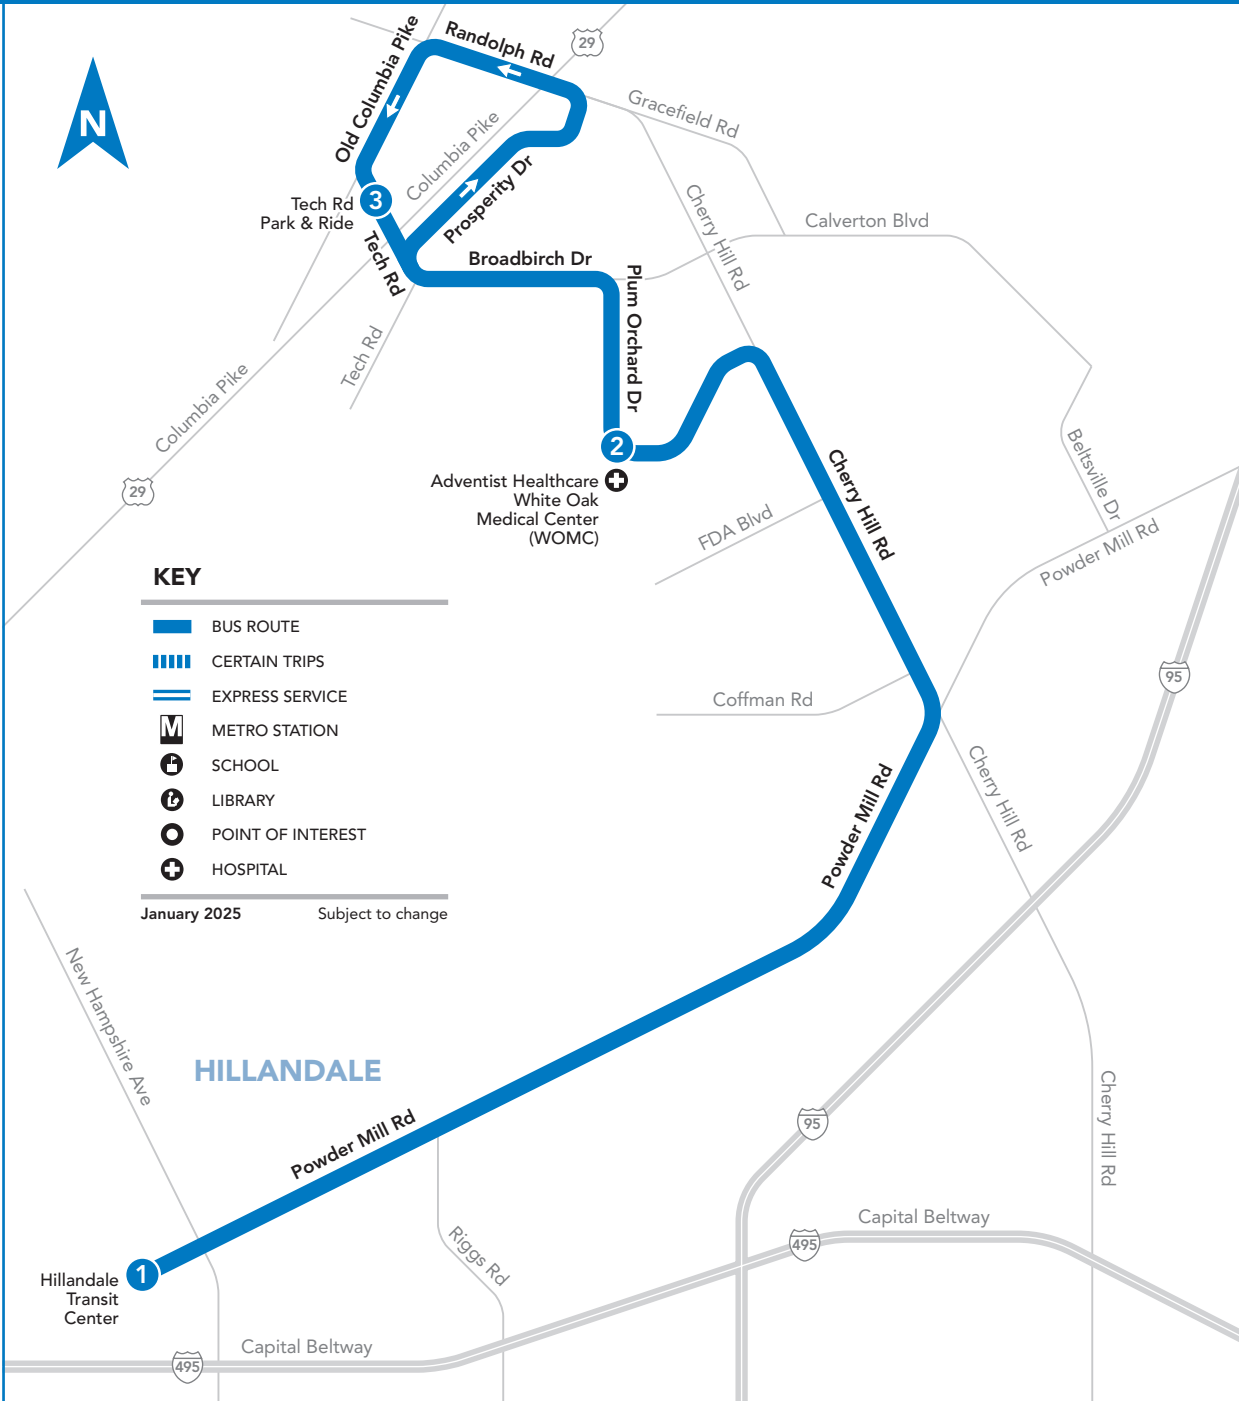 N
Randolph Rd
29
Old Columbia Pike
Gracefield Rd
Columbia Pike
Prosperity Dr
Cherry Hill Rd
Calverton Blvd
3
Tech Rd
Park & Ride
Tech Rd
Broadbirch Dr
Plum Orchard Dr
Tech Rd
Columbia Pike
29
2
Adventist Healthcare
White Oak
Medical Center
(WOMC)
Cherry Hill Rd
FDA Blvd
Beltsville Dr
Powder Mill Rd
KEY
BUS ROUTE
CERTAIN TRIPS
EXPRESS SERVICE
M
METRO STATION
SCHOOL
LIBRARY
POINT OF INTEREST
HOSPITAL
January 2025
Subject to change
95
Coffman Rd
Cherry Hill Rd
Powder Mill Rd
New Hampshire Ave
HILLANDALE
Powder Mill Rd
95
Cherry Hill Rd
Riggs Rd
Capital Beltway
495
1
Hillandale
Transit
Center
Capital Beltway
495